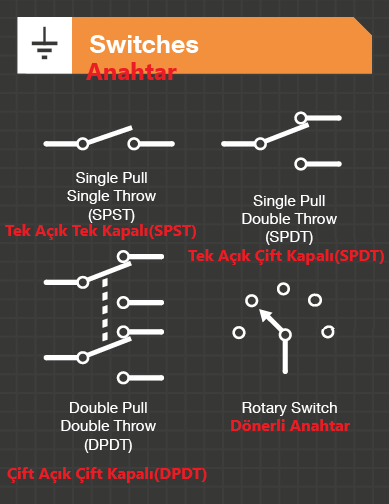 Switches
Anahtar
Single Pull
Single Throw
(SPST)
Tek Açık Tek Kapalı(SPST)
Single Pull
Double Throw
(SPDT)
Tek Açık Çift Kapalı(SPDT)
Double Pull
Double Throw
(DPDT)
Çift Açık Çift Kapalı(DPDT)
Rotary Switch
Dönerli Anahtar